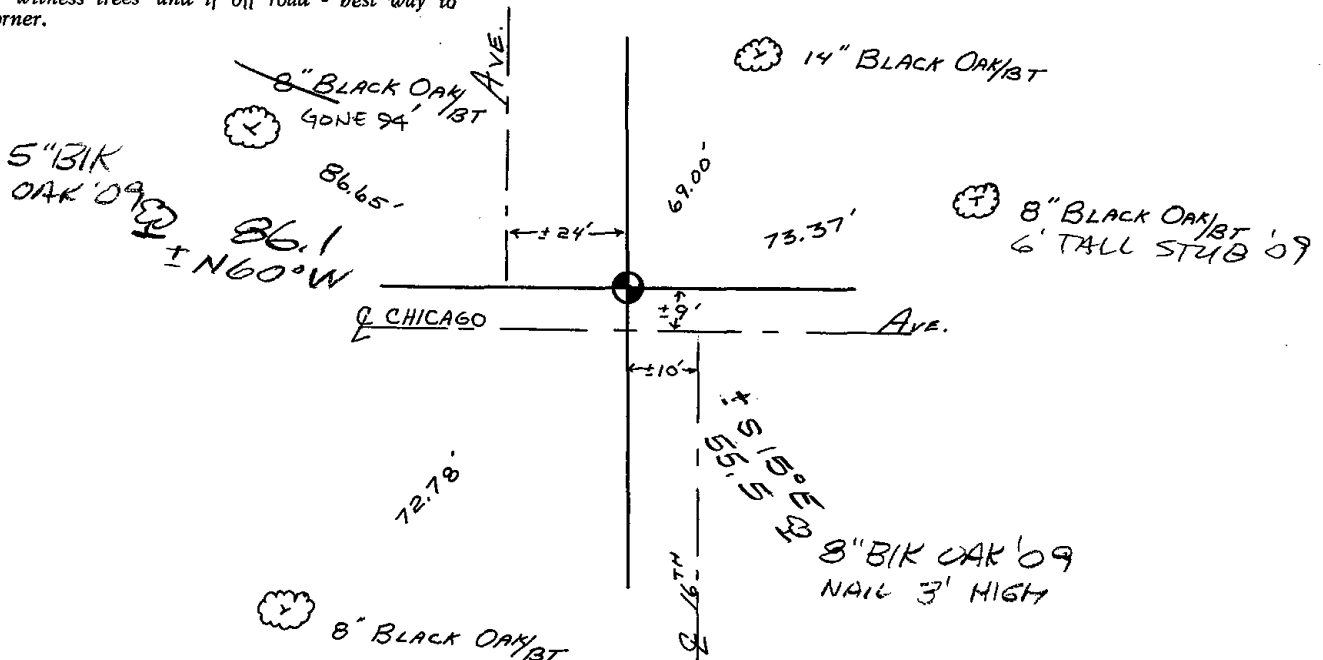 witness trees and if off road - best way to
corner.
AVE.
14" BLACK OAK/BT
8" BLACK OAK/BT
GONE 94'
5" BlK
OAK '09
86.65'
69.00'
86.1
± N60°W
± 24'
73.37'
8" BLACK OAK/BT
6' TALL STUB '09
±9'
℄ CHICAGO AVE.
±10'
± S 15° E
55.5
72.78'
8" BlK OAK '09
NAIL 3' HIGH
℄ 16TH
8" BLACK OAK/BT